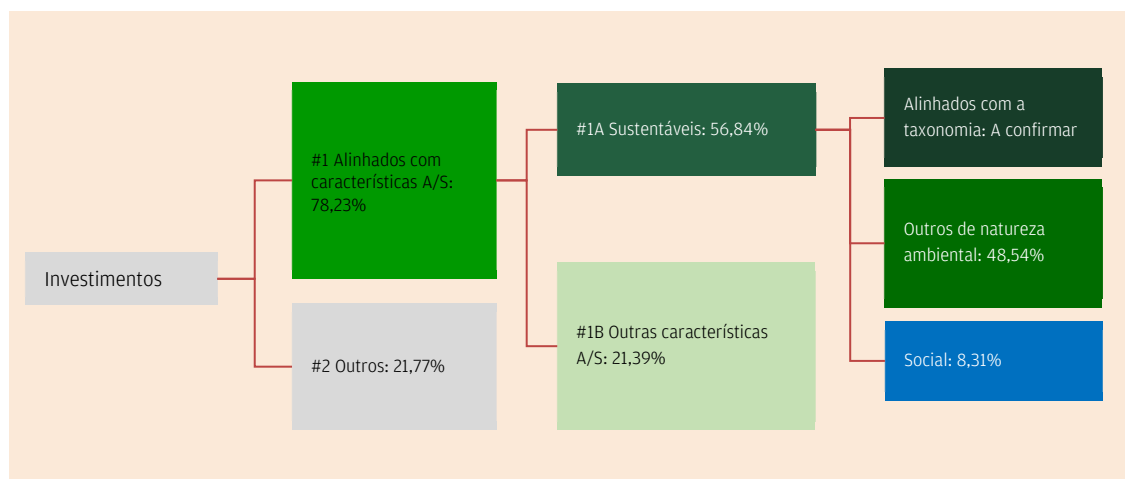 Investimentos
#1 Alinhados com
características A/S:
78,23%
#2 Outros: 21,77%
#1A Sustentáveis: 56,84%
#1B Outras características
A/S: 21,39%
Alinhados com a
taxonomia: A confirmar
Outros de natureza
ambiental: 48,54%
Social: 8,31%